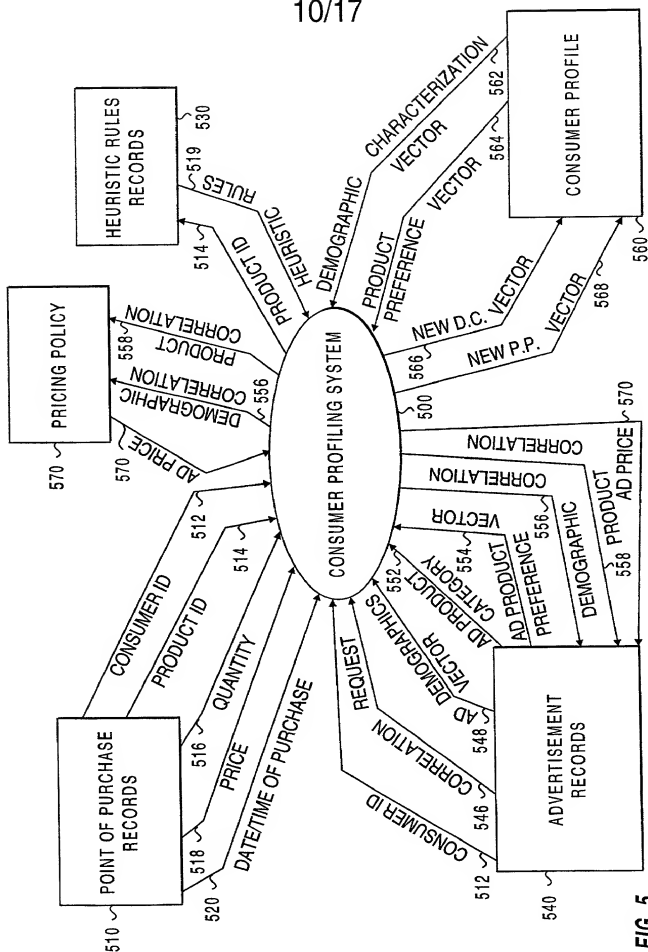 10/17
POINT OF PURCHASE
RECORDS
510
CONSUMER ID
512
PRODUCT ID
514
QUANTITY
516
PRICE
518
DATE/TIME OF PURCHASE
520
PRICING POLICY
570
AD PRICE
570
DEMOGRAPHIC
CORRELATION
556
PRODUCT
CORRELATION
558
HEURISTIC RULES
RECORDS
530
PRODUCT ID
514
HEURISTIC
RULES
519
CONSUMER PROFILING SYSTEM
500
ADVERTISEMENT
RECORDS
540
CONSUMER ID
512
CORRELATION
REQUEST
546
AD DEMOGRAPHICS
VECTOR
548
AD PRODUCT
CATEGORY
552
AD PRODUCT
PREFERENCE
VECTOR
554
DEMOGRAPHIC
CORRELATION
556
PRODUCT
CORRELATION
558
AD PRICE
570
DEMOGRAPHIC
CHARACTERIZATION
VECTOR
562
PRODUCT
PREFERENCE
VECTOR
564
NEW D.C. VECTOR
566
NEW P.P. VECTOR
568
CONSUMER PROFILE
560
FIG. 5